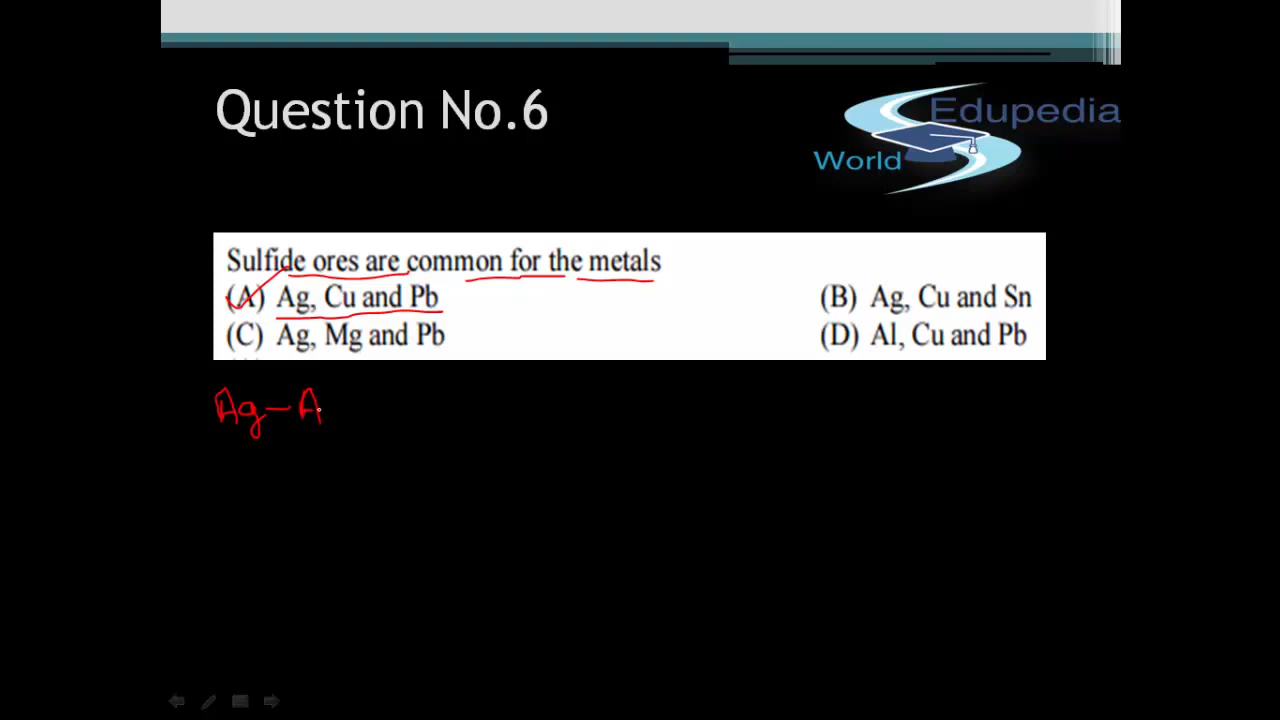 Question No.6
Edupedia
World
Sulfide ores are common for the metals
(A) Ag, Cu and Pb
(B) Ag, Cu and Sn
(C) Ag, Mg and Pb
(D) Al, Cu and Pb
Ag – A